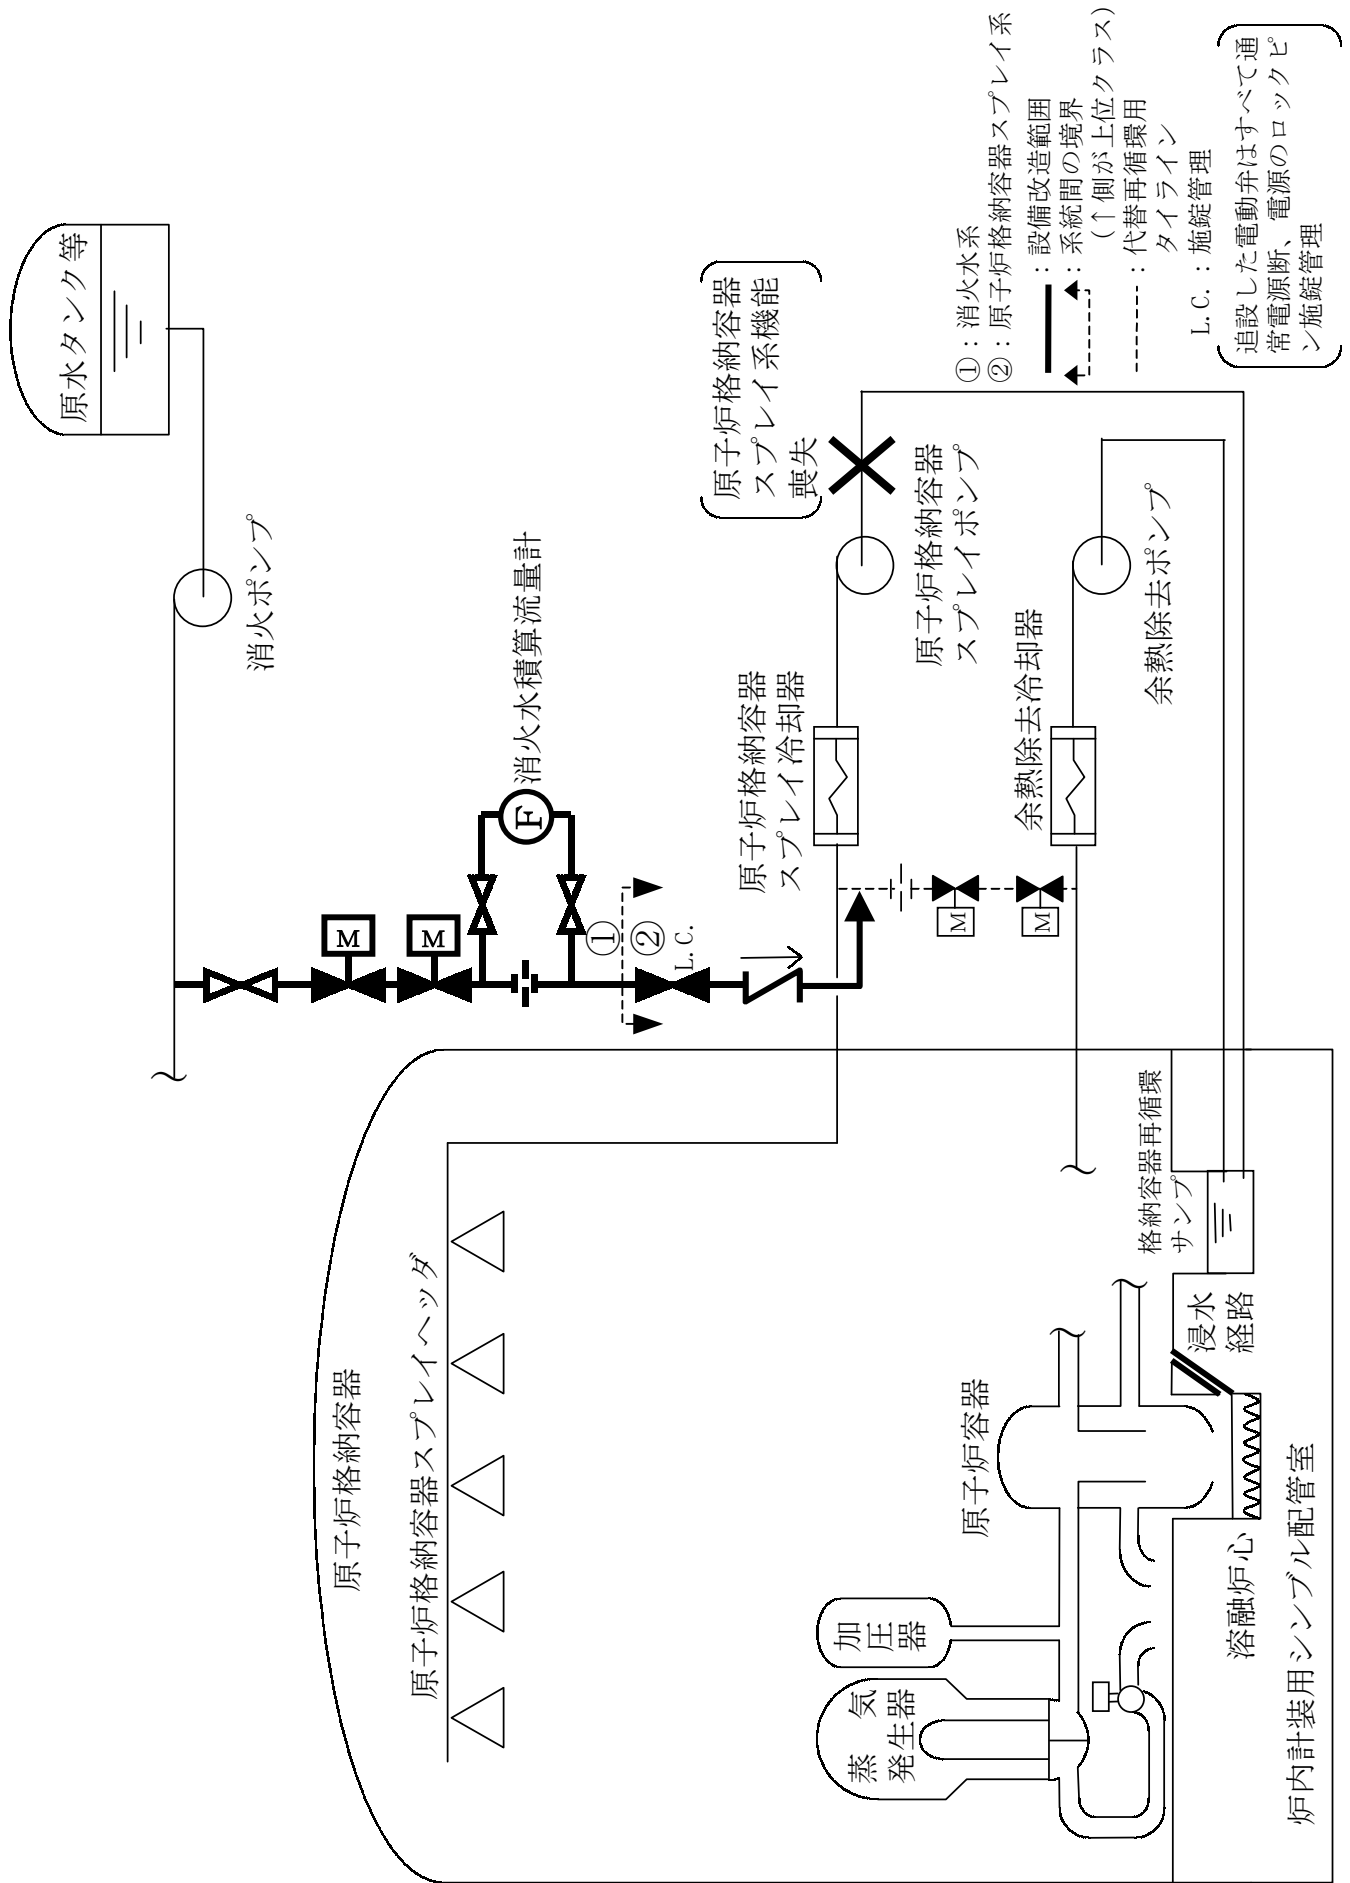 原水タンク等
消火ポンプ
消火水積算流量計
F
M
M
①
②
L.C.
原子炉格納容器
スプレイ系機能
喪失
原子炉格納容器
スプレイポンプ
原子炉格納容器
スプレイ冷却器
余熱除去ポンプ
余熱除去冷却器
M
M
①：消火水系
②：原子炉格納容器スプレイ系
：設備改造範囲
：系統間の境界
（↑側が上位クラス）
：代替再循環用
タイライン
L.C.：施錠管理
追設した電動弁はすべて通
常電源断、電源のロックピ
ン施錠管理
原子炉格納容器
原子炉格納容器スプレイヘッダ
格納容器再循環
サンプ
浸水
経路
原子炉容器
加
圧
器
蒸気
発生器
溶融炉心
炉内計装用シンブル配管室